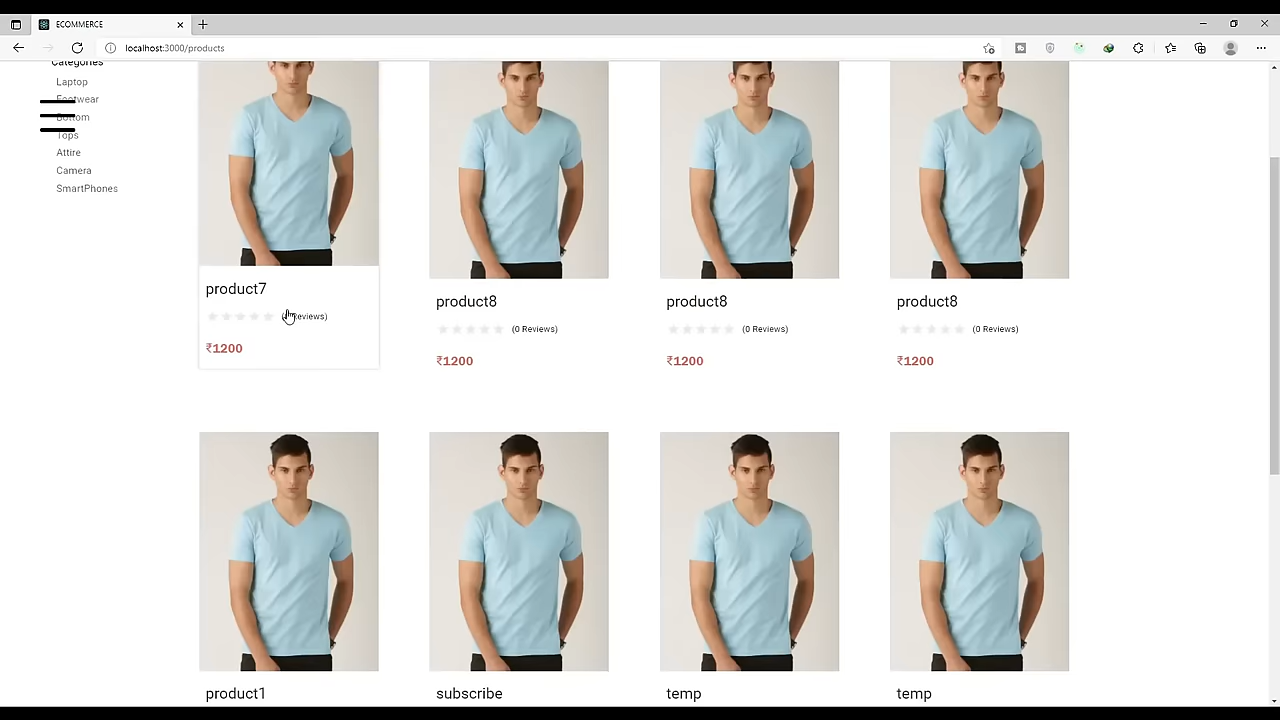 ECOMMERCE
localhost:3000/products
Categories
Laptop
Footwear
Bottom
Tops
Attire
Camera
SmartPhones
product7
Reviews)
₹1200
product8
(0 Reviews)
₹1200
product8
(0 Reviews)
₹1200
product8
(0 Reviews)
₹1200
product1
subscribe
temp
temp